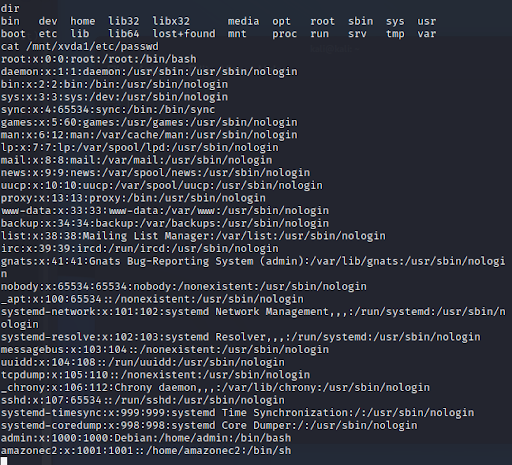 dir
bin   dev  home  lib32  libx32      media  opt   root  sbin  sys  usr
boot  etc  lib   lib64  lost+found  mnt    proc  run   srv   tmp  var
cat /mnt/xvda1/etc/passwd
root:x:0:0:root:/root:/bin/bash
daemon:x:1:1:daemon:/usr/sbin:/usr/sbin/nologin
bin:x:2:2:bin:/bin:/usr/sbin/nologin
sys:x:3:3:sys:/dev:/usr/sbin/nologin
sync:x:4:65534:sync:/bin:/bin/sync
games:x:5:60:games:/usr/games:/usr/sbin/nologin
man:x:6:12:man:/var/cache/man:/usr/sbin/nologin
lp:x:7:7:lp:/var/spool/lpd:/usr/sbin/nologin
mail:x:8:8:mail:/var/mail:/usr/sbin/nologin
news:x:9:9:news:/var/spool/news:/usr/sbin/nologin
uucp:x:10:10:uucp:/var/spool/uucp:/usr/sbin/nologin
proxy:x:13:13:proxy:/bin:/usr/sbin/nologin
www-data:x:33:33:www-data:/var/www:/usr/sbin/nologin
backup:x:34:34:backup:/var/backups:/usr/sbin/nologin
list:x:38:38:Mailing List Manager:/var/list:/usr/sbin/nologin
irc:x:39:39:ircd:/run/ircd:/usr/sbin/nologin
gnats:x:41:41:Gnats Bug-Reporting System (admin):/var/lib/gnats:/usr/sbin/nologi
n
nobody:x:65534:65534:nobody:/nonexistent:/usr/sbin/nologin
_apt:x:100:65534::/nonexistent:/usr/sbin/nologin
systemd-network:x:101:102:systemd Network Management,,,:/run/systemd:/usr/sbin/n
ologin
systemd-resolve:x:102:103:systemd Resolver,,,:/run/systemd:/usr/sbin/nologin
messagebus:x:103:104::/nonexistent:/usr/sbin/nologin
uuidd:x:104:108::/run/uuidd:/usr/sbin/nologin
tcpdump:x:105:110::/nonexistent:/usr/sbin/nologin
_chrony:x:106:112:Chrony daemon,,,:/var/lib/chrony:/usr/sbin/nologin
sshd:x:107:65534::/run/sshd:/usr/sbin/nologin
systemd-timesync:x:999:999:systemd Time Synchronization:/:/usr/sbin/nologin
systemd-coredump:x:998:998:systemd Core Dumper:/:/usr/sbin/nologin
admin:x:1000:1000:Debian:/home/admin:/bin/bash
amazonec2:x:1001:1001::/home/amazonec2:/bin/sh